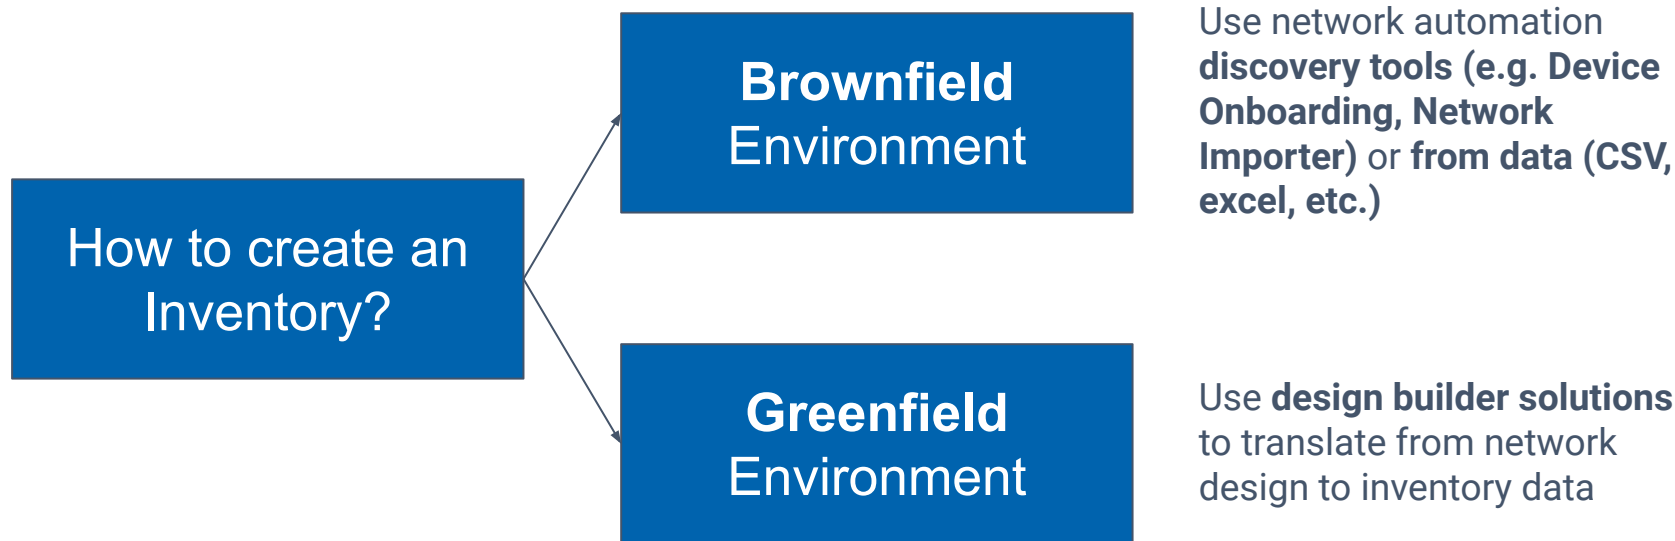 How to create an
Inventory?
Brownfield
Environment
Use network automation
discovery tools (e.g. Device
Onboarding, Network
Importer) or from data (CSV,
excel, etc.)
Greenfield
Environment
Use design builder solutions
to translate from network
design to inventory data